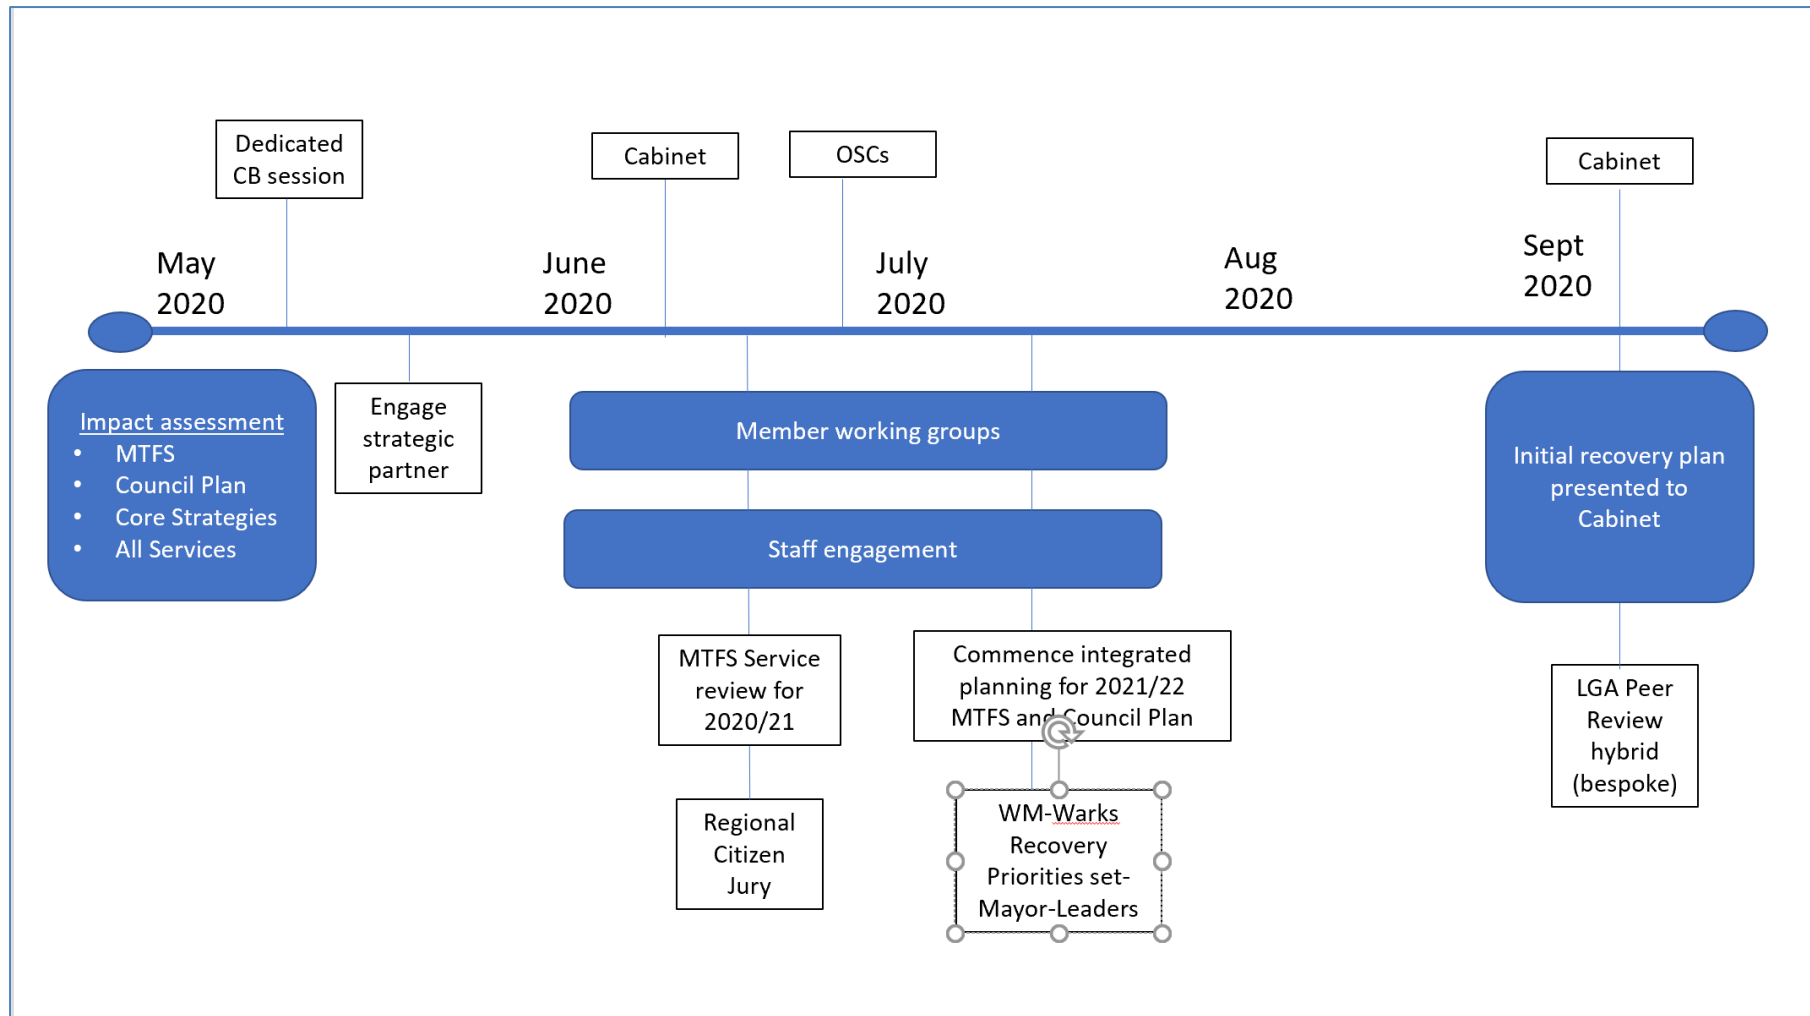 Dedicated
CB session
Cabinet
OSCs
Cabinet
May
2020
June
2020
July
2020
Aug
2020
Sept
2020
Impact assessment
• MTFS
• Council Plan
• Core Strategies
• All Services
Engage
strategic
partner
Member working groups
Staff engagement
Initial recovery plan
presented to
Cabinet
MTFS Service
review for
2020/21
Commence integrated
planning for 2021/22
MTFS and Council Plan
LGA Peer
Review
hybrid
(bespoke)
Regional
Citizen
Jury
WM-Warks
Recovery
Priorities set-
Mayor-Leaders